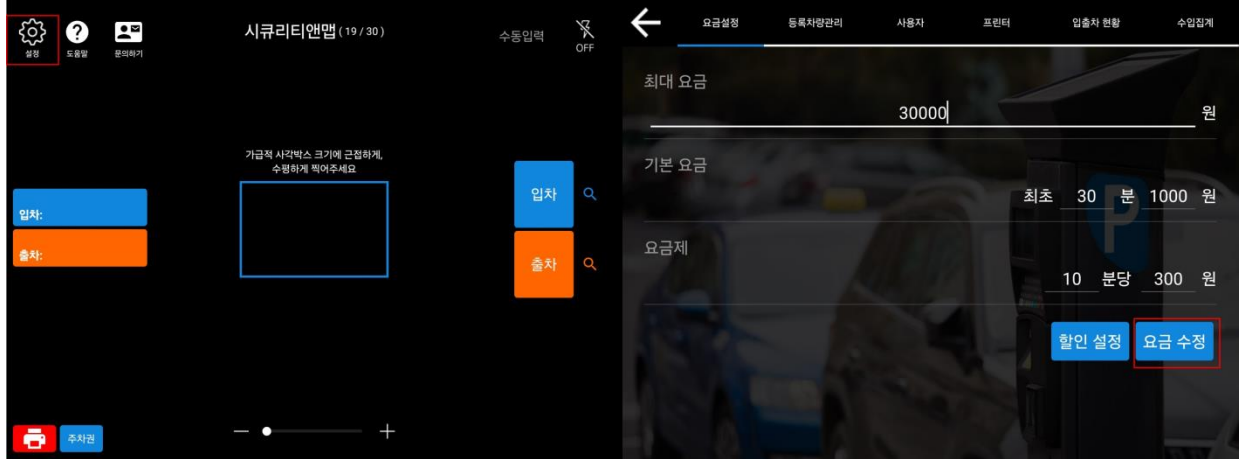 시큐리티앤맵 (19 / 30)
수동입력
OFF
설정
도움말
문의하기
가급적 사각박스 크기에 근접하게,
수평하게 찍어주세요
입차:
출차:
입차
출차
주차권
요금설정 등록차량관리 사용자 프린터 입출차 현황 수입집계
최대 요금
30000 원
기본 요금
최초 30 분 1000 원
요금제
10 분당 300 원
할인 설정
요금 수정
P